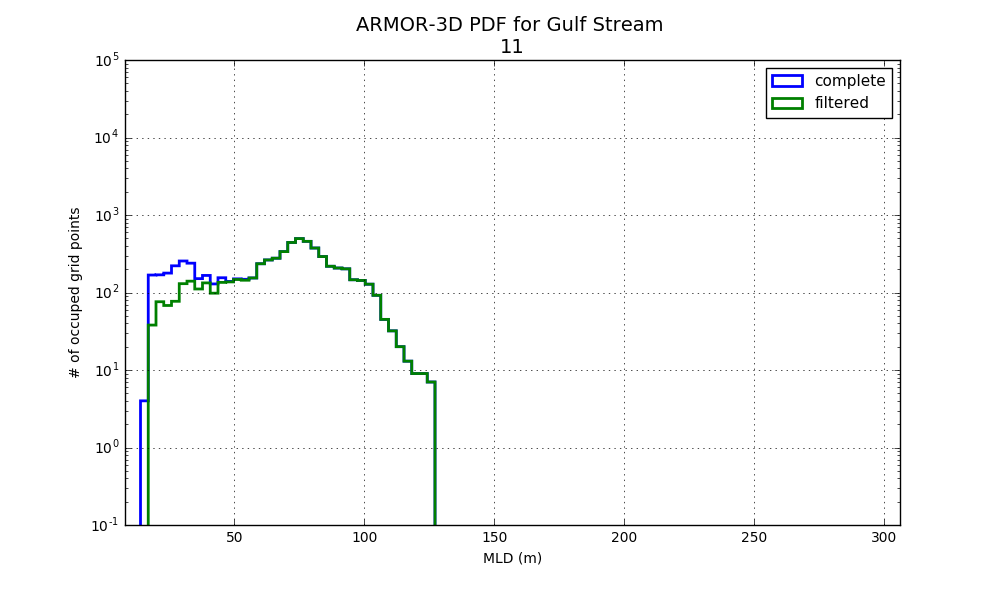 ARMOR-3D PDF for Gulf Stream
11
complete
filtered
# of occuped grid points
10^5
10^4
10^3
10^2
10^1
10^0
10^-1
50 100 150 200 250 300
MLD (m)